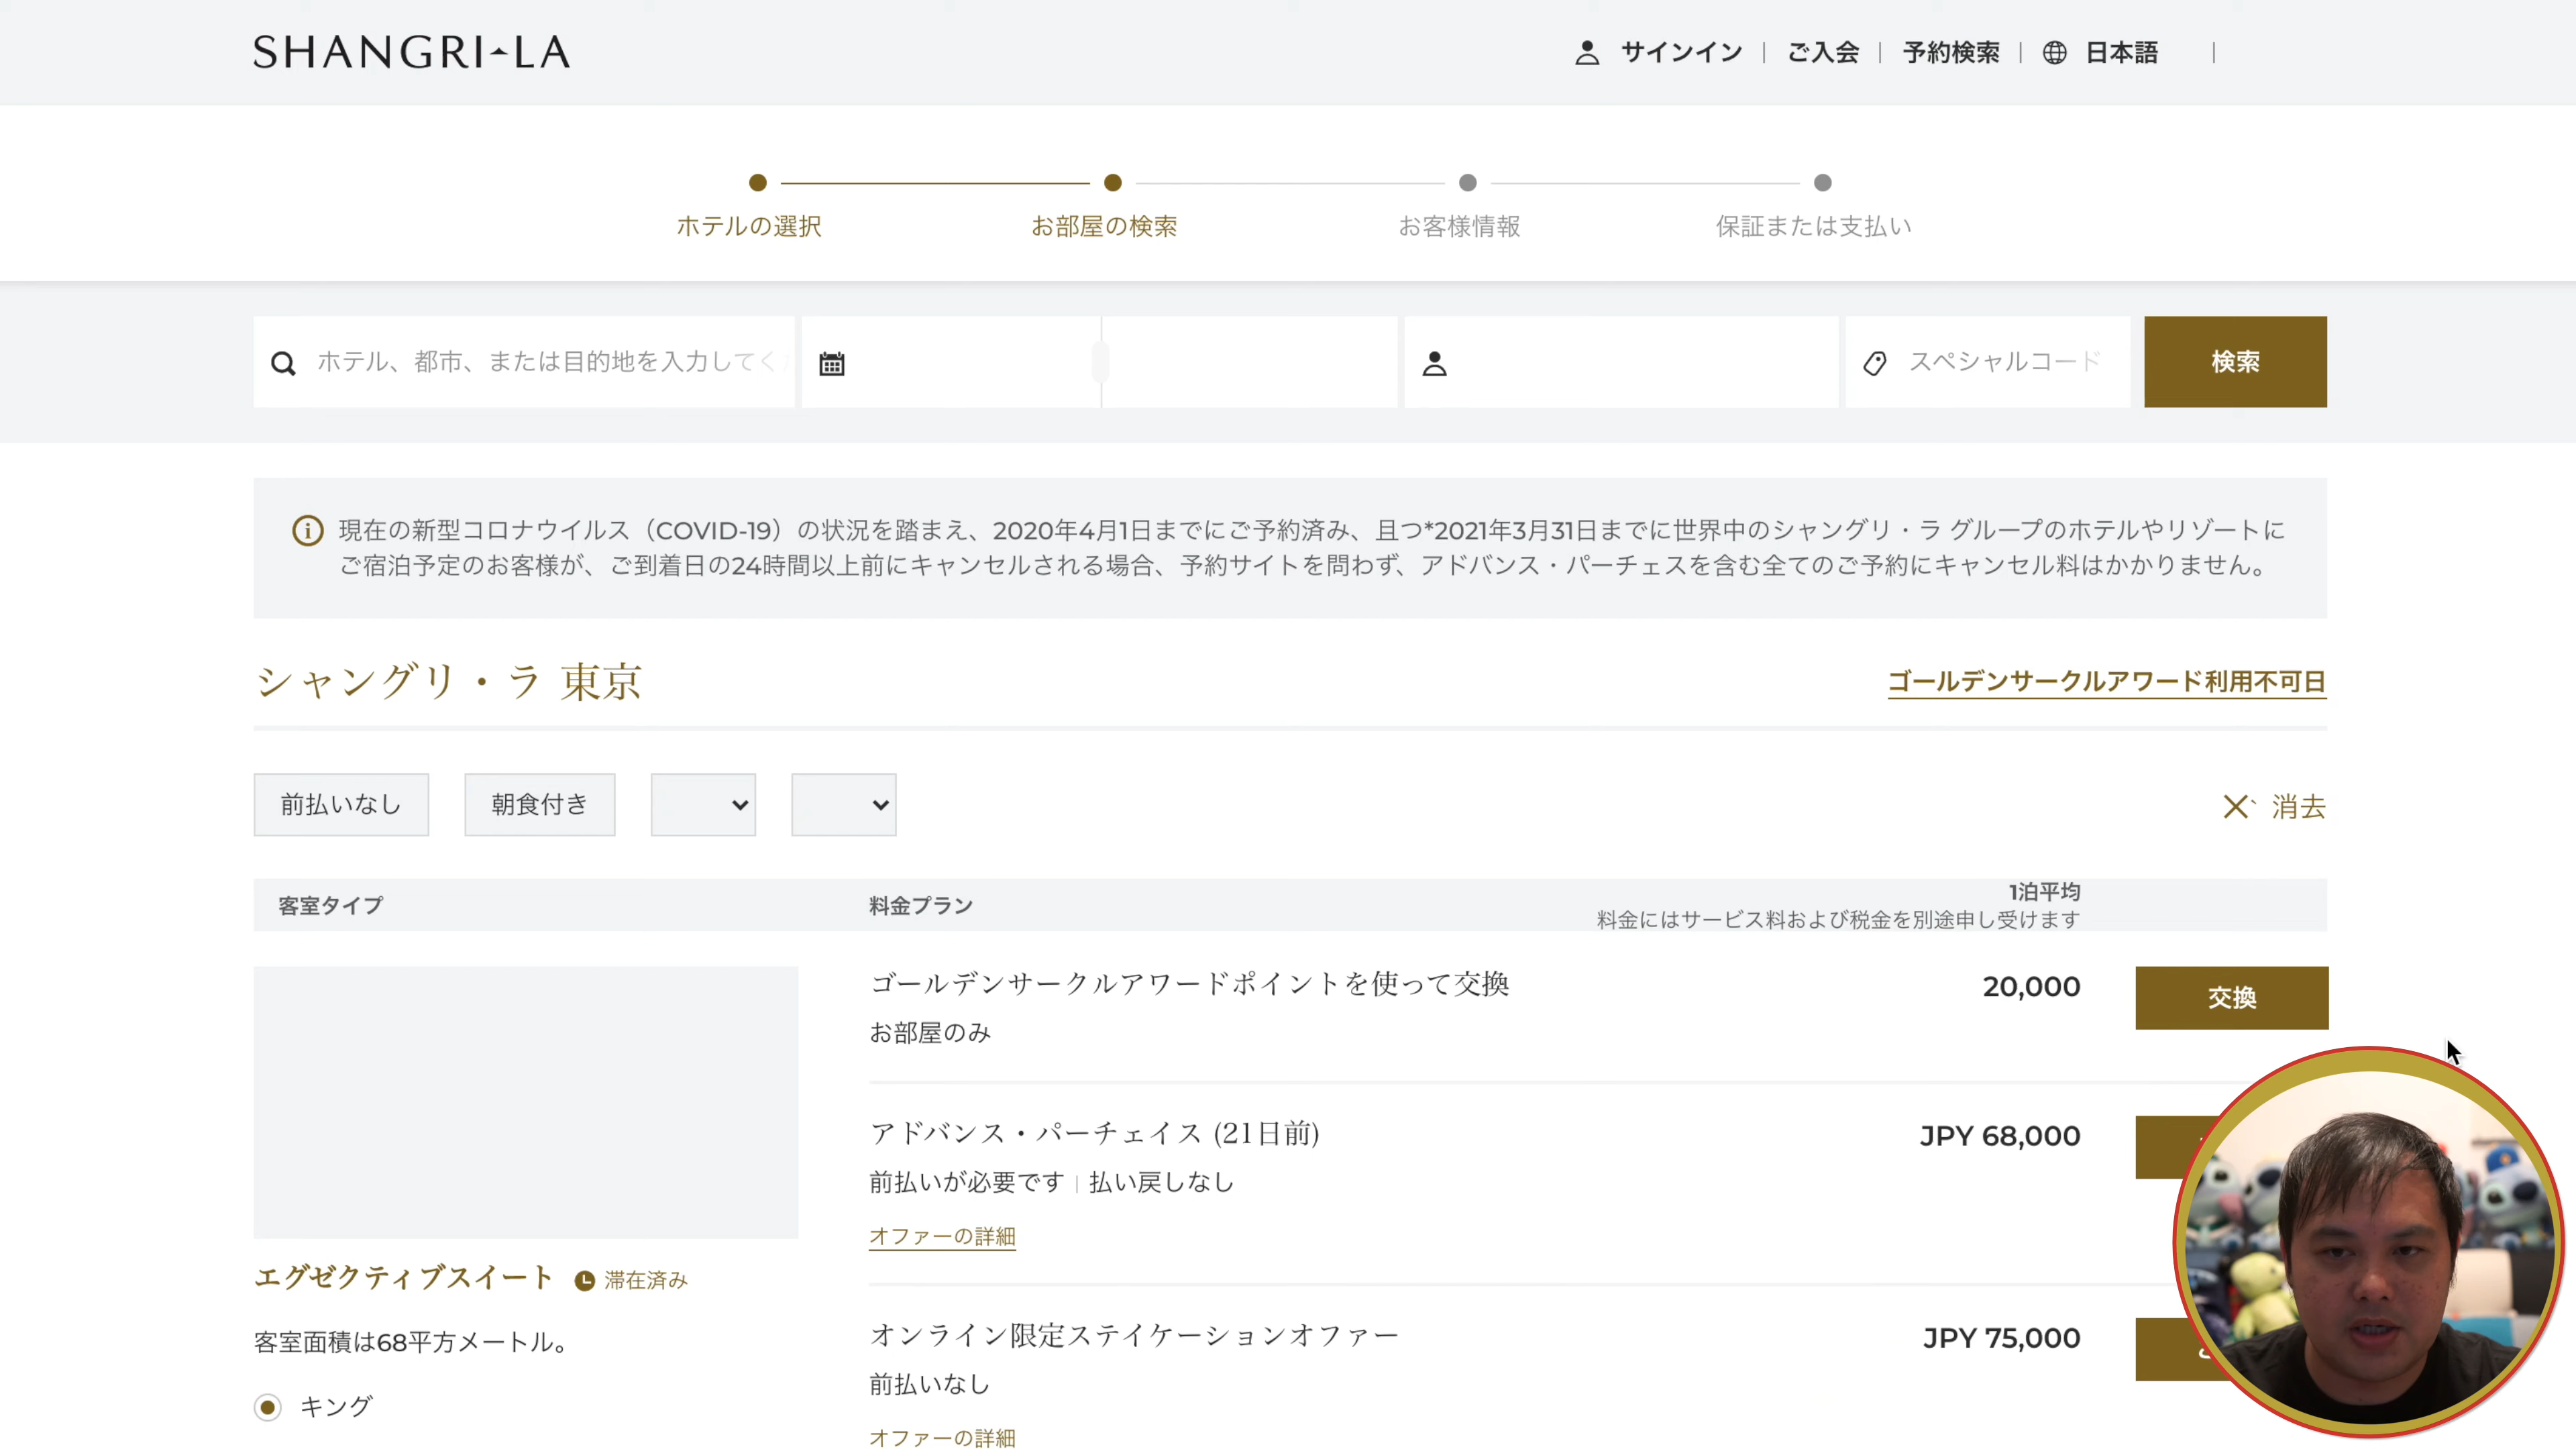 SHANGRI-LA
サインイン | ご入会 | 予約検索 | 日本語 |
ホテルの選択
お部屋の検索
お客様情報
保証または支払い
ホテル、都市、または目的地を入力してく
スペシャルコード
検索
現在の新型コロナウイルス（COVID-19）の状況を踏まえ、2020年4月1日までにご予約済み、且つ*2021年3月31日までに世界中のシャングリ・ラ グループのホテルやリゾートに
ご宿泊予定のお客様が、ご到着日の24時間以上前にキャンセルされる場合、予約サイトを問わず、アドバンス・パーチェスを含む全てのご予約にキャンセル料はかかりません。
シャングリ・ラ 東京
ゴールデンサークルアワード利用不可日
前払いなし
朝食付き
消去
客室タイプ
料金プラン
1泊平均
料金にはサービス料および税金を別途申し受けます
ゴールデンサークルアワードポイントを使って交換
20,000
交換
お部屋のみ
アドバンス・パーチェイス (21日前)
JPY 68,000
前払いが必要です | 払い戻しなし
オファーの詳細
エグゼクティブスイート
滞在済み
客室面積は68平方メートル。
キング
オンライン限定ステイケーションオファー
JPY 75,000
前払いなし
オファーの詳細